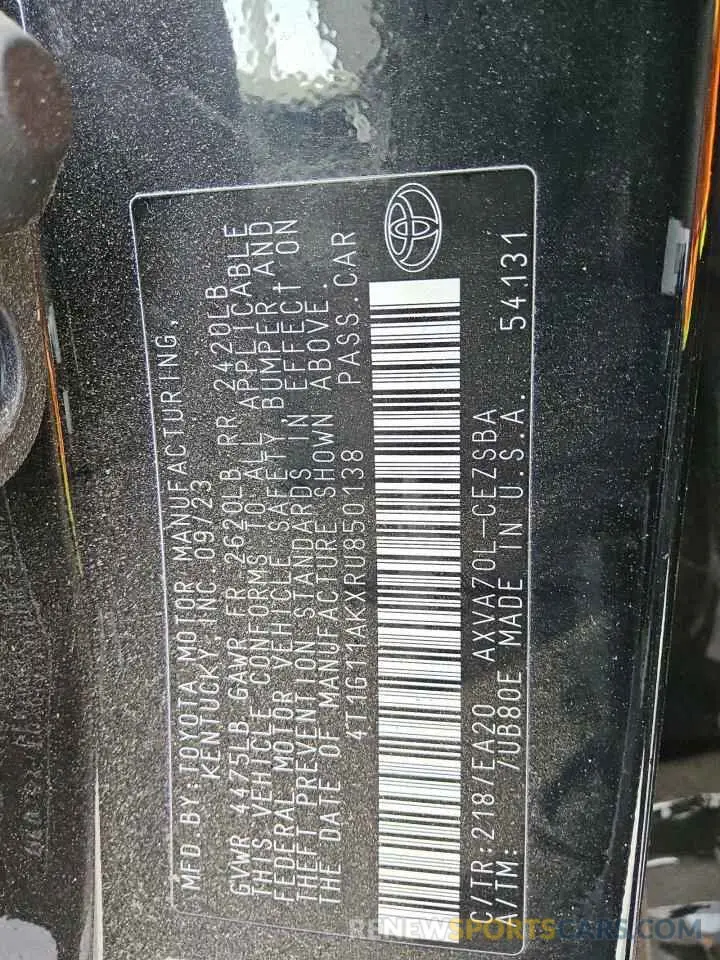 MFD.BY:TOYOTA MOTOR MANUFACTURING,
KENTUCKY,INC 09/23
GVWR 4475LB GAWR FR 2620LB RR 2420LB
THIS VEHICLE CONFORMS TO ALL APPLICABLE
FEDERAL MOTOR VEHICLE SAFETY, BUMPER AND
THEFT PREVENTION STANDARDS IN EFFECT ON
THE DATE OF MANUFACTURE SHOWN ABOVE.
4T1G11AKXRU850138 PASS.CAR
C/TR:218/EA20 AXVA70L-CEZSBA
A/TM: 7UB80E MADE IN U.S.A. 54131
RENEWSPORTSCARS.COM